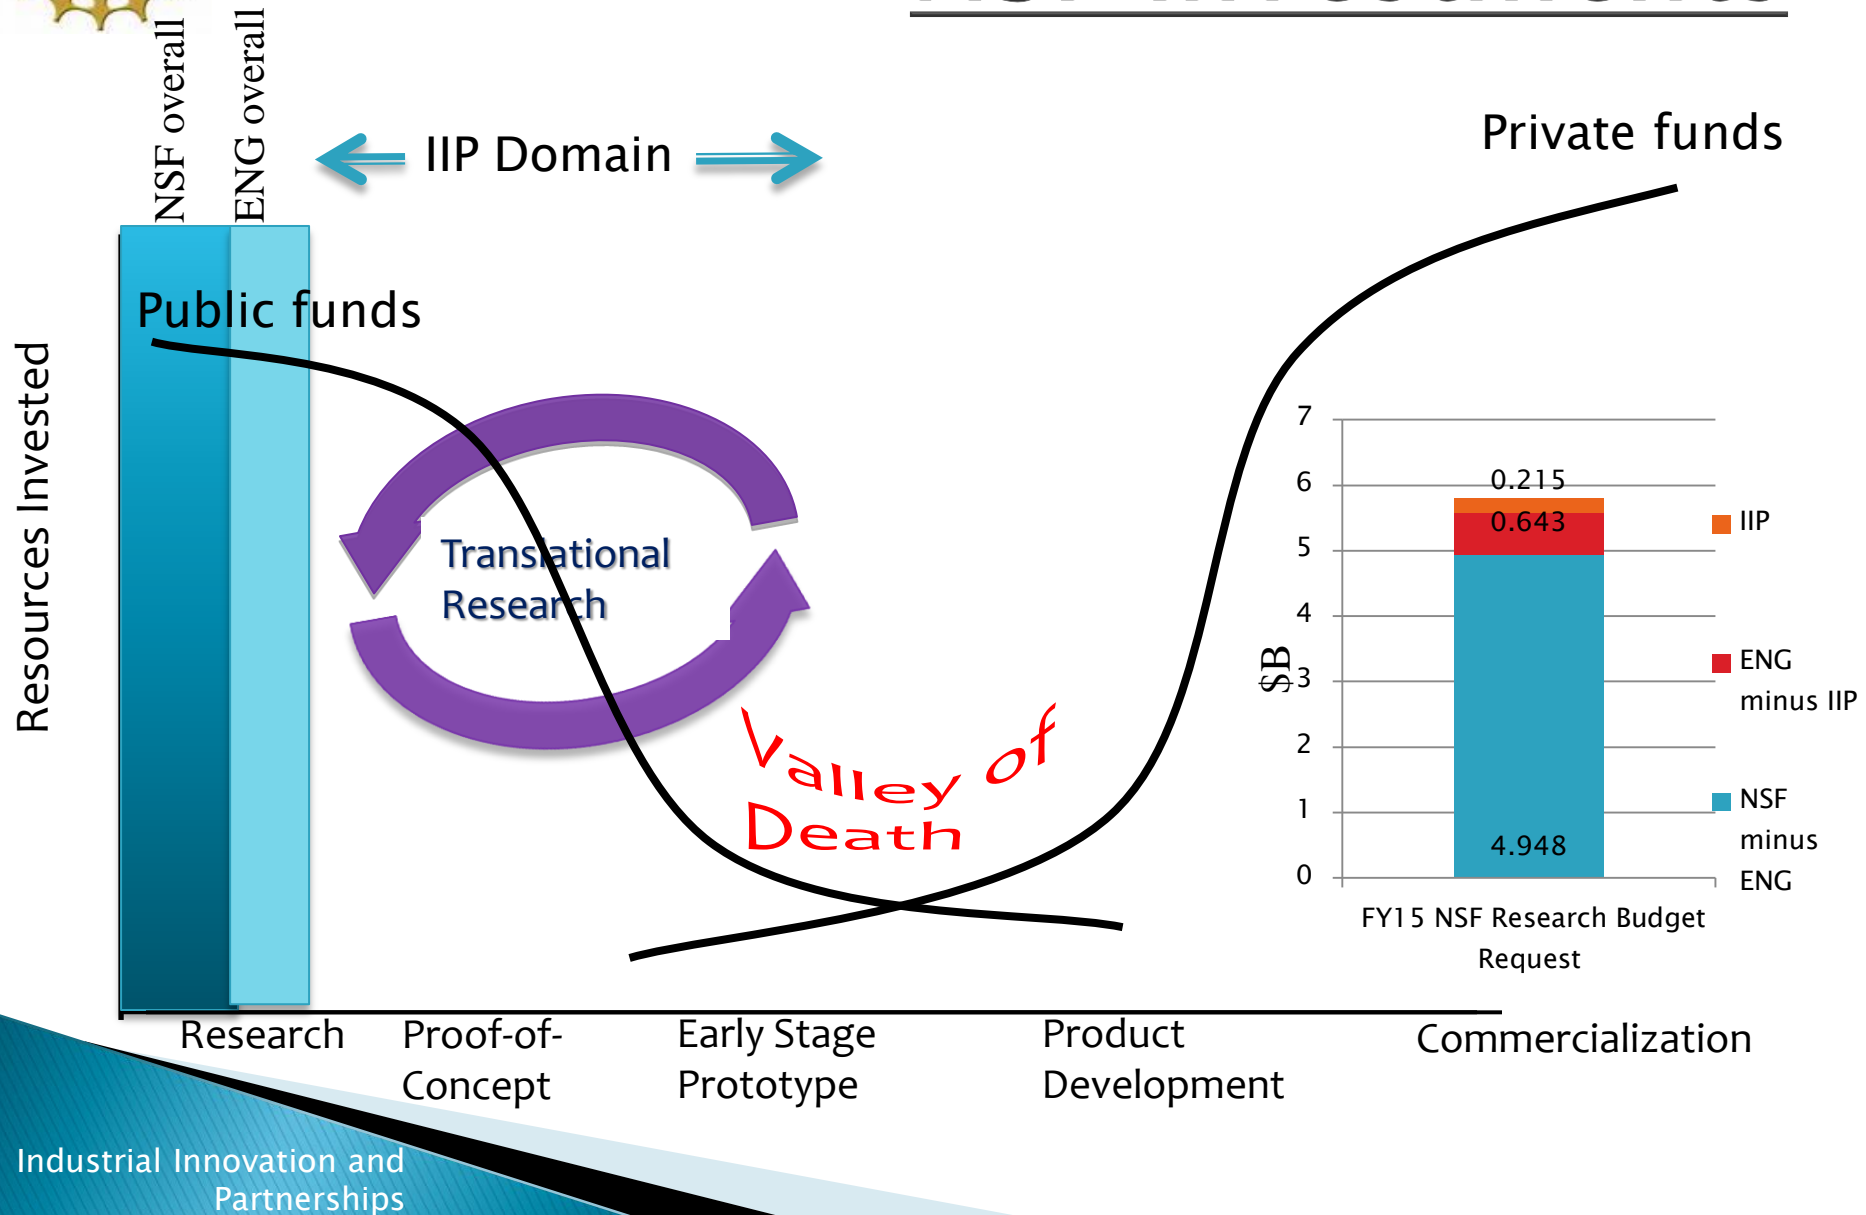 NSF overall
ENG overall
IIP Domain
Private funds
Public funds
Resources Invested
Translational
Research
Valley of
Death
7
6
5
4
3
2
1
0
$B
0.215
0.643
4.948
IIP
ENG
minus IIP
NSF
minus
ENG
FY15 NSF Research Budget
Request
Research
Proof-of-
Concept
Early Stage
Prototype
Product
Development
Commercialization
Industrial Innovation and
Partnerships